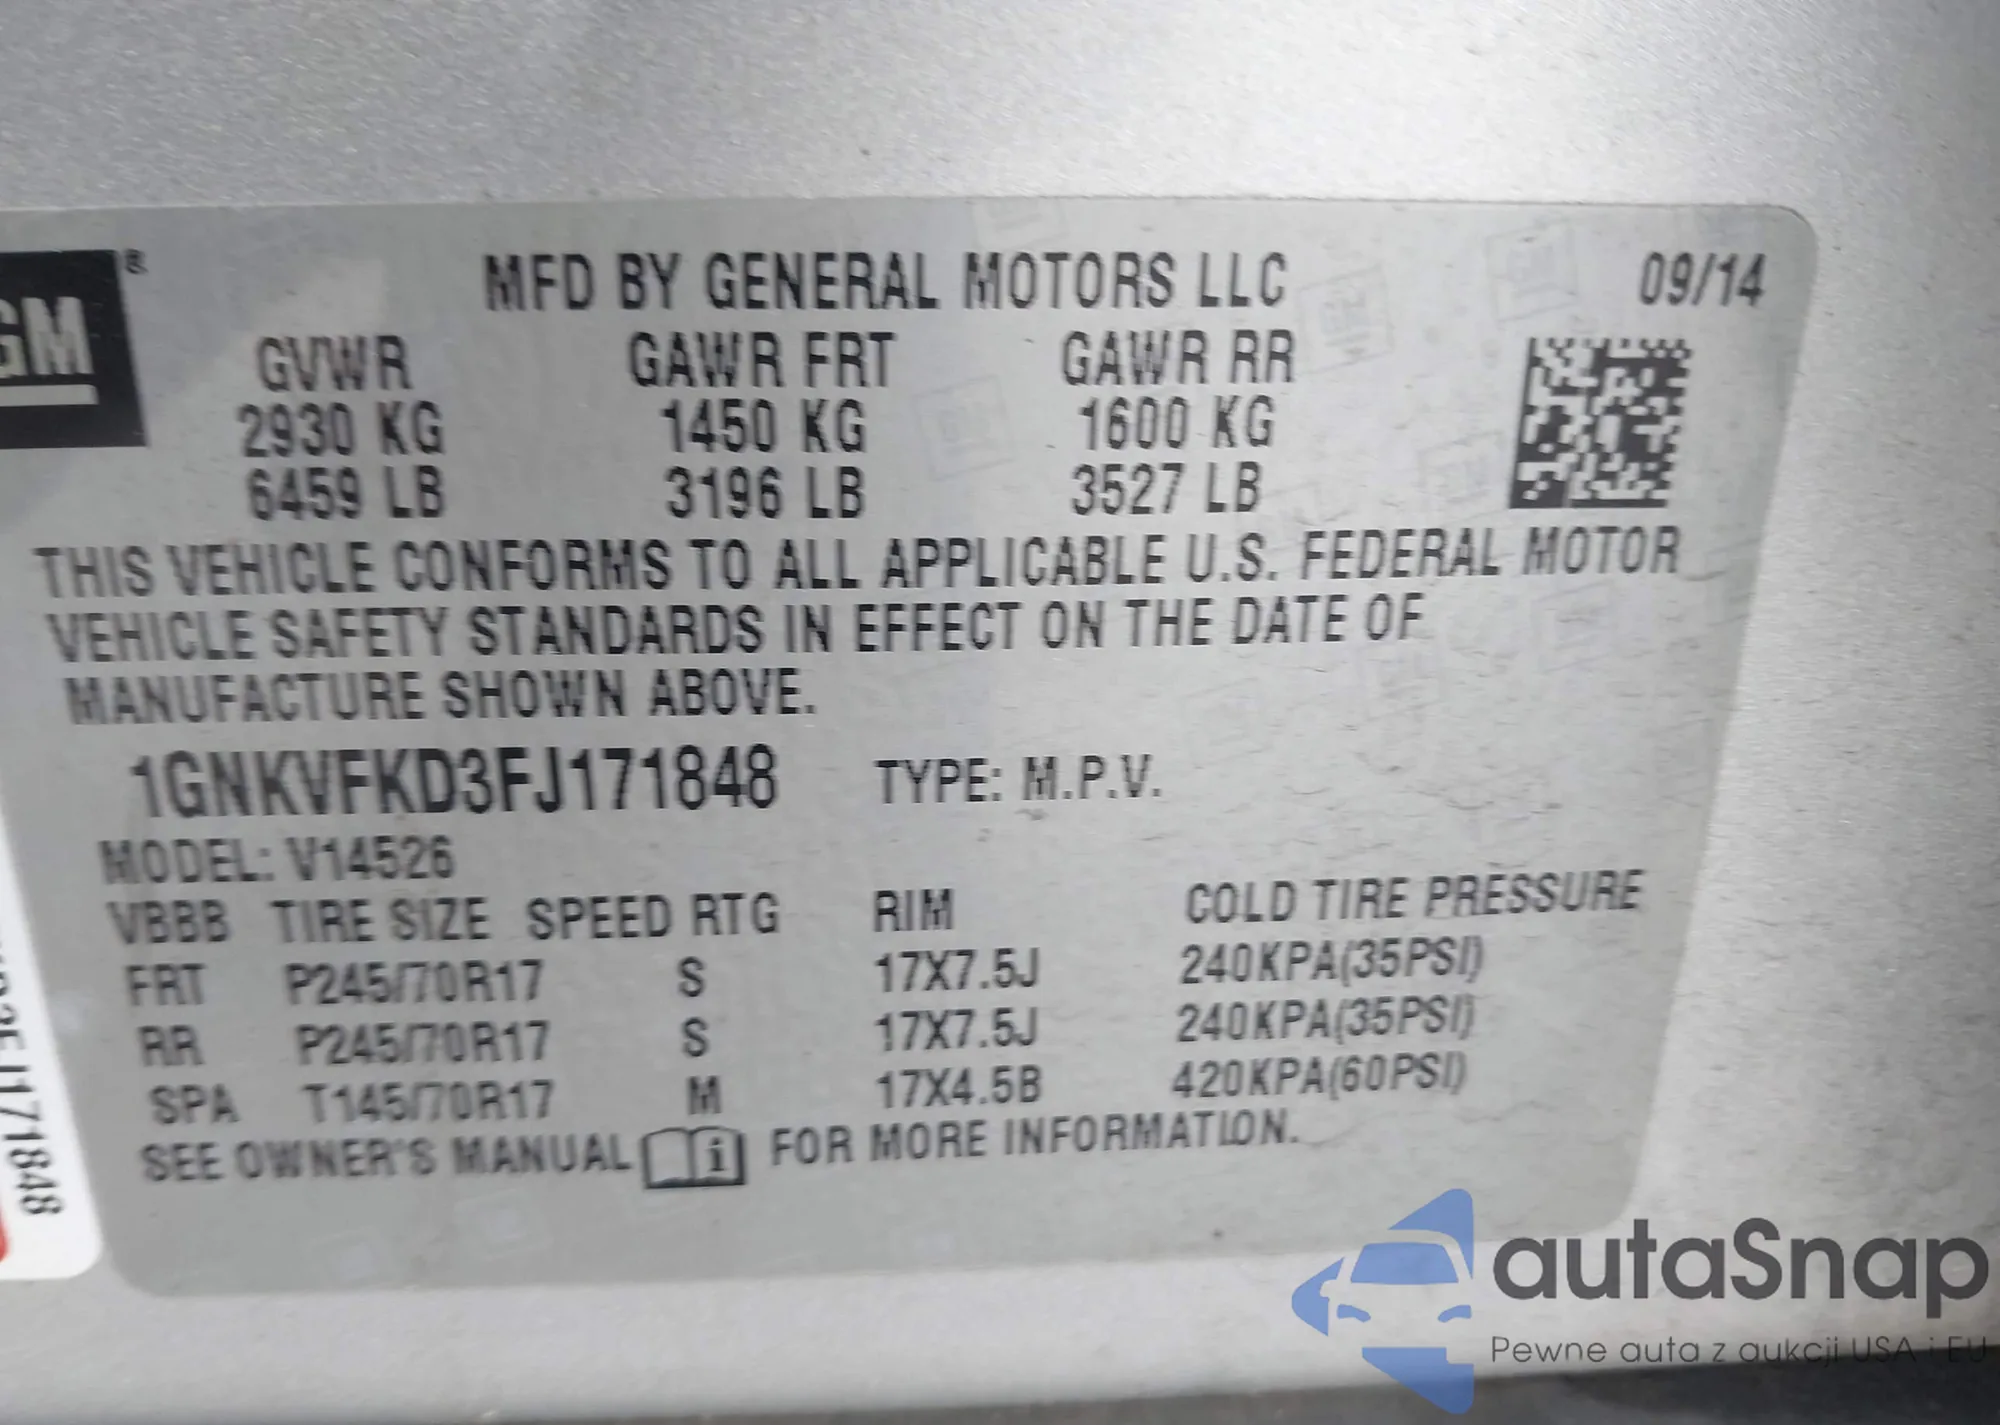 GM®
MFD BY GENERAL MOTORS LLC 09/14
GVWR GAWR FRT GAWR RR
2930 KG 1450 KG 1600 KG
6459 LB 3196 LB 3527 LB
THIS VEHICLE CONFORMS TO ALL APPLICABLE U.S. FEDERAL MOTOR
VEHICLE SAFETY STANDARDS IN EFFECT ON THE DATE OF
MANUFACTURE SHOWN ABOVE.
1GNKVFKD3FJ171848 TYPE: M.P.V.
MODEL: V14526
VBBB TIRE SIZE SPEED RTG RIM COLD TIRE PRESSURE
FRT P245/70R17 S 17X7.5J 240KPA(35PSI)
RR P245/70R17 S 17X7.5J 240KPA(35PSI)
SPA T145/70R17 M 17X4.5B 420KPA(60PSI)
SEE OWNER'S MANUAL i FOR MORE INFORMATION.
J171848
autaSnap
Pewne auta z aukcji USA i EU